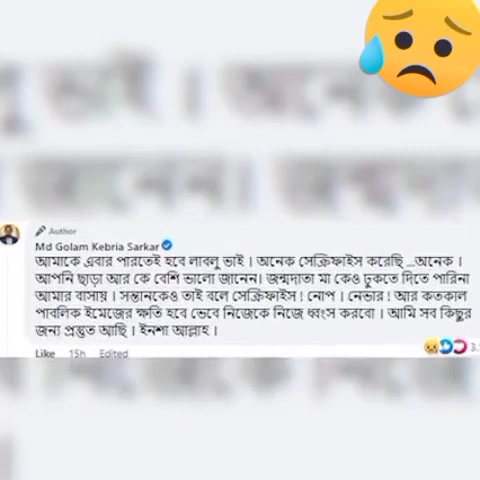 Author
Md Golam Kebria Sarkar
আমাকে এবার পারতেই হবে লাবলু ভাই । অনেক সেক্রিফাইস করেছি ...অনেক ।
আপনি ছাড়া আর কে বেশি ভালো জানেন। জন্মদাতা মা কেও ঢুকতে দিতে পারিনা
আমার বাসায় । সন্তানকেও তাই বলে সেক্রিফাইস ! নোপ । নেভার ! আর কতকাল
পাবলিক ইমেজের ক্ষতি হবে ভেবে নিজেকে নিজে ধ্বংস করবো । আমি সব কিছুর
জন্য প্রস্তুত আছি । ইনশা আল্লাহ ।
Like 15h Edited